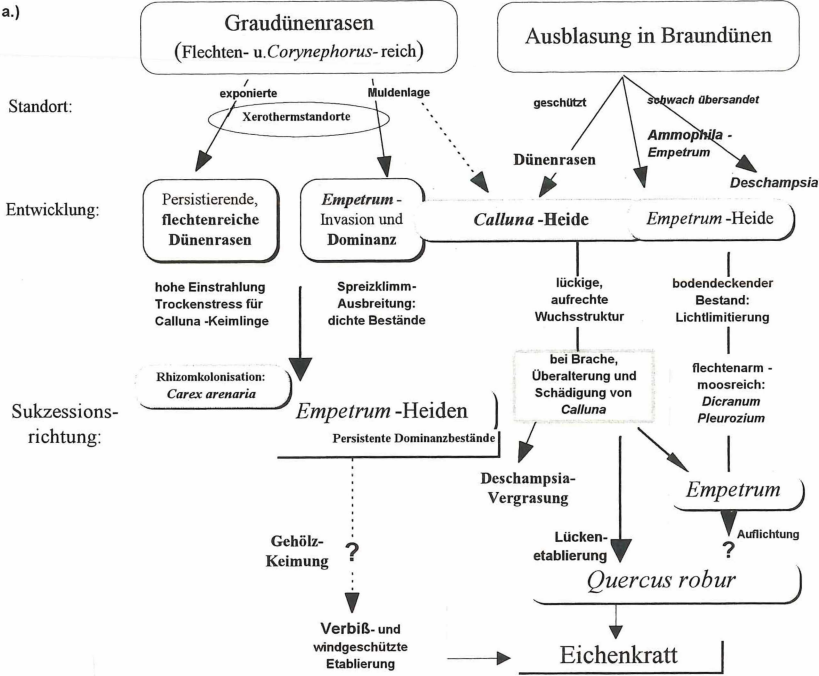 a.)
Graudünenrasen
(Flechten- u.Corynephorus-reich)
Ausblasung in Braundünen
Standort:
exponierte
Muldenlage
Xerothermstandorte
geschützt
schwach übersandet
Ammophila -
Empetrum
Dünenrasen
Deschampsia
Entwicklung:
Persistierende,
flechtenreiche
Dünenrasen
Empetrum -
Invasion und
Dominanz
Calluna -Heide
Empetrum -Heide
hohe Einstrahlung
Trockenstress für
Calluna -Keimlinge
Spreizklimm-
Ausbreitung:
dichte Bestände
lückige,
aufrechte
Wuchsstruktur
bodendeckender
Bestand:
Lichtlimitierung
Sukzessions-
richtung:
Rhizomkolonisation:
Carex arenaria
Empetrum -Heiden
Persistente Dominanzbestände
bei Brache,
Überalterung und
Schädigung von
Calluna
flechtenarm -
moosreich:
Dicranum
Pleurozium
Deschampsia-
Vergrasung
Empetrum
Gehölz-
Keimung
?
Lücken-
etablierung
Auflichtung
?
Quercus robur
Verbiß- und
windgeschützte
Etablierung
Eichenkratt